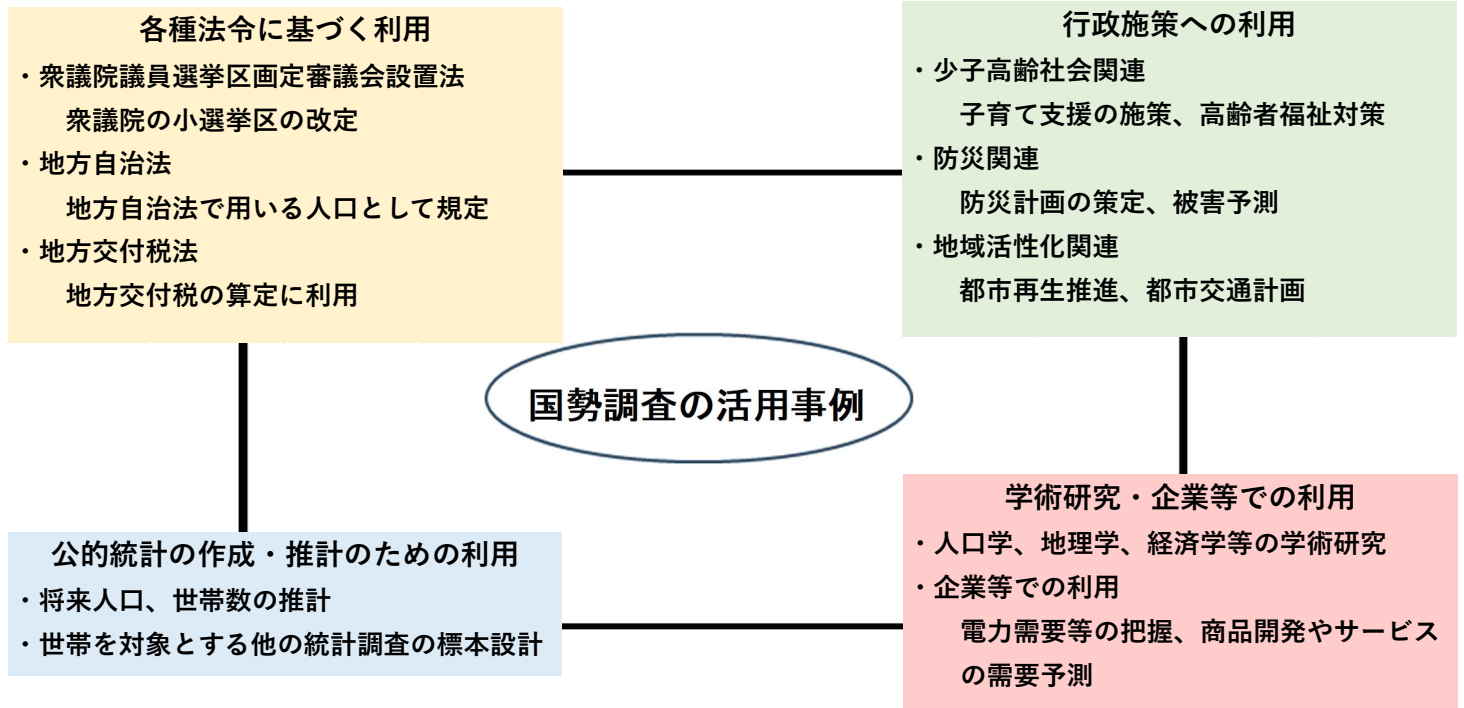 各種法令に基づく利用
・衆議院議員選挙区画定審議会設置法
衆議院の小選挙区の改定
・地方自治法
地方自治法で用いる人口として規定
・地方交付税法
地方交付税の算定に利用
行政施策への利用
・少子高齢社会関連
子育て支援の施策、高齢者福祉対策
・防災関連
防災計画の策定、被害予測
・地域活性化関連
都市再生推進、都市交通計画
国勢調査の活用事例
公的統計の作成・推計のための利用
・将来人口、世帯数の推計
・世帯を対象とする他の統計調査の標本設計
学術研究・企業等での利用
・人口学、地理学、経済学等の学術研究
・企業等での利用
電力需要等の把握、商品開発やサービス
の需要予測